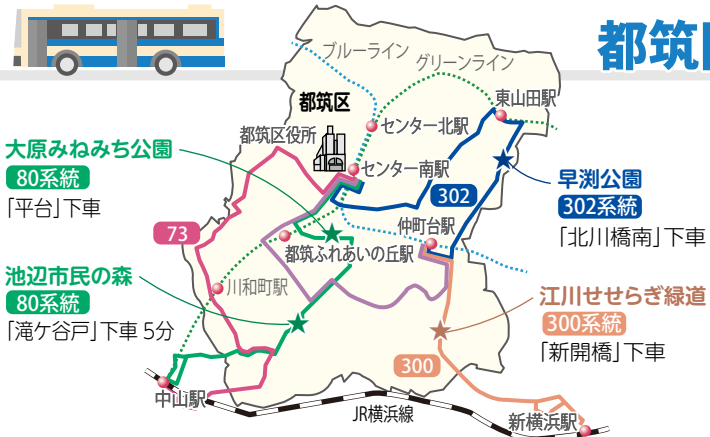 都筑区
ブルーライン
グリーンライン
都筑区
東山田駅
都筑区役所
センター北駅
大原みねみち公園
80系統
「平台」下車
センター南駅
早渕公園
302
302系統
「北川橋南」下車
73
仲町台駅
都筑ふれあいの丘駅
池辺市民の森
80系統
「滝ケ谷戸」下車 5分
川和町駅
江川せせらぎ緑道
300系統
「新開橋」下車
300
中山駅
JR横浜線
新横浜駅